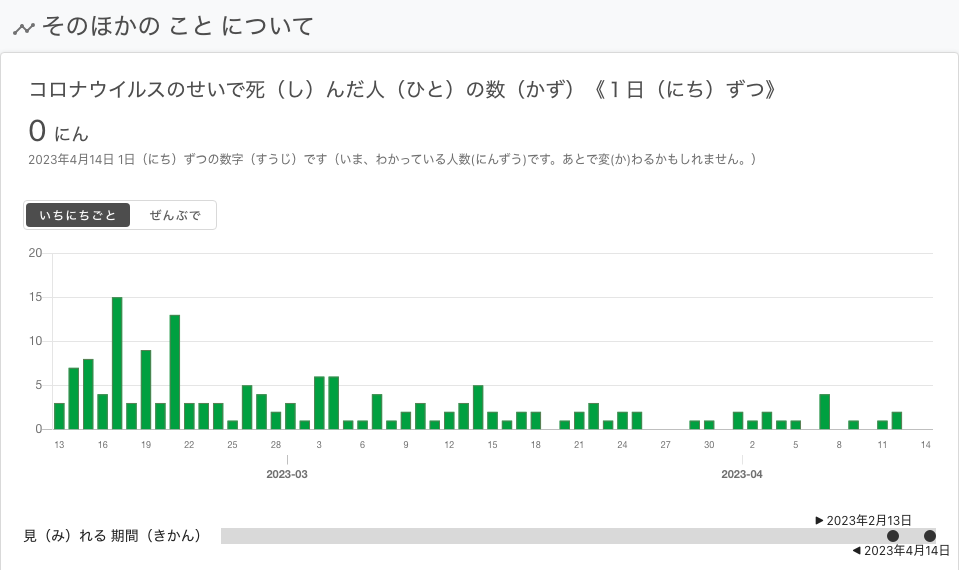 そのほかの こと について
コロナウイルスのせいで死（し）んだ人（ひと）の数（かず）《１日（にち）ずつ》
0 にん
2023年4月14日 1日（にち）ずつの数字（すうじ）です（いま、わかっている人数(にんずう)です。あとで変(か)わるかもしれません。）
いちにちごと ぜんぶで
20
15
10
5
0
13 16 19 22 25 28 3 6 9 12 15 18 21 24 27 30 2 5 8 11 14
2023-03 2023-04
▶ 2023年2月13日
見（み）れる 期間（きかん）
◀ 2023年4月14日